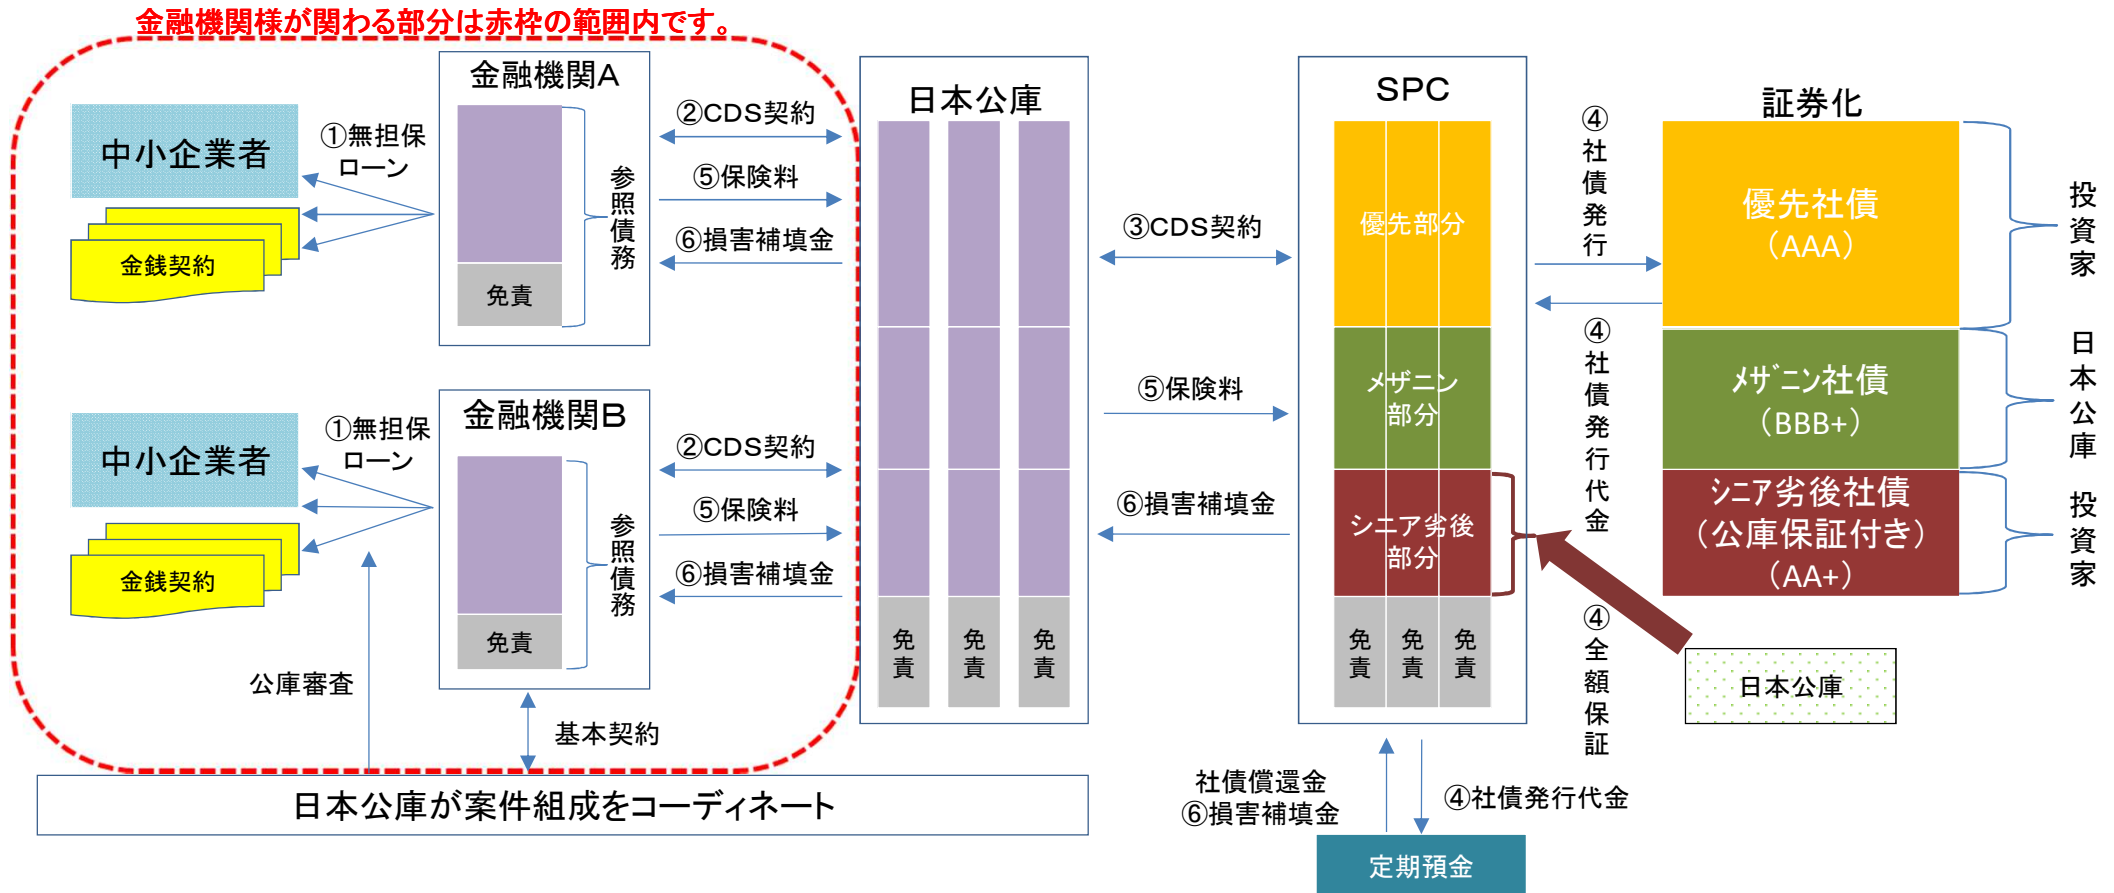 金融機関様が関わる部分は赤枠の範囲内です。
中小企業者
金銭契約
①無担保
ローン
金融機関A
参照債務
免責
②CDS契約
⑤保険料
⑥損害補填金
中小企業者
金銭契約
①無担保
ローン
金融機関B
参照債務
免責
②CDS契約
⑤保険料
⑥損害補填金
公庫審査
基本契約
日本公庫が案件組成をコーディネート
日本公庫
免責
免責
免責
③CDS契約
⑤保険料
⑥損害補填金
SPC
優先部分
メザニン
部分
シニア劣後
部分
免責
免責
免責
社債償還金
⑥損害補填金
④社債発行代金
定期預金
④社債発行
④社債発行代金
④全額保証
証券化
優先社債
（AAA）
ﾒｻﾞﾆﾝ社債
（BBB+）
ｼﾆｱ劣後社債
（公庫保証付き）
（AA+）
日本公庫
投資家
日本公庫
投資家